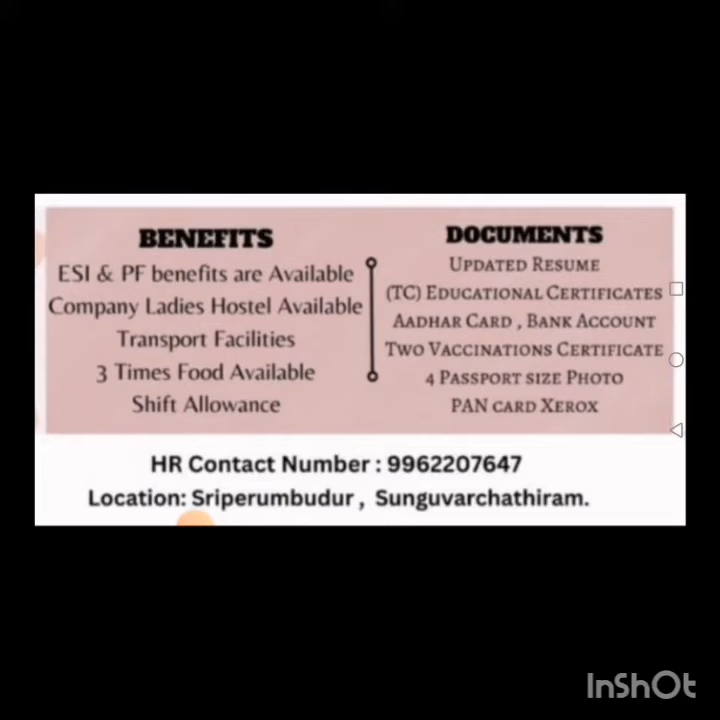 BENEFITS
ESI & PF benefits are Available
Company Ladies Hostel Available
Transport Facilities
3 Times Food Available
Shift Allowance
DOCUMENTS
UPDATED RESUME
(TC) EDUCATIONAL CERTIFICATES
AADHAR CARD , BANK ACCOUNT
TWO VACCINATIONS CERTIFICATE
4 PASSPORT SIZE PHOTO
PAN CARD XEROX
HR Contact Number : 9962207647
Location: Sriperumbudur , Sunguvarchathiram.
InShOt